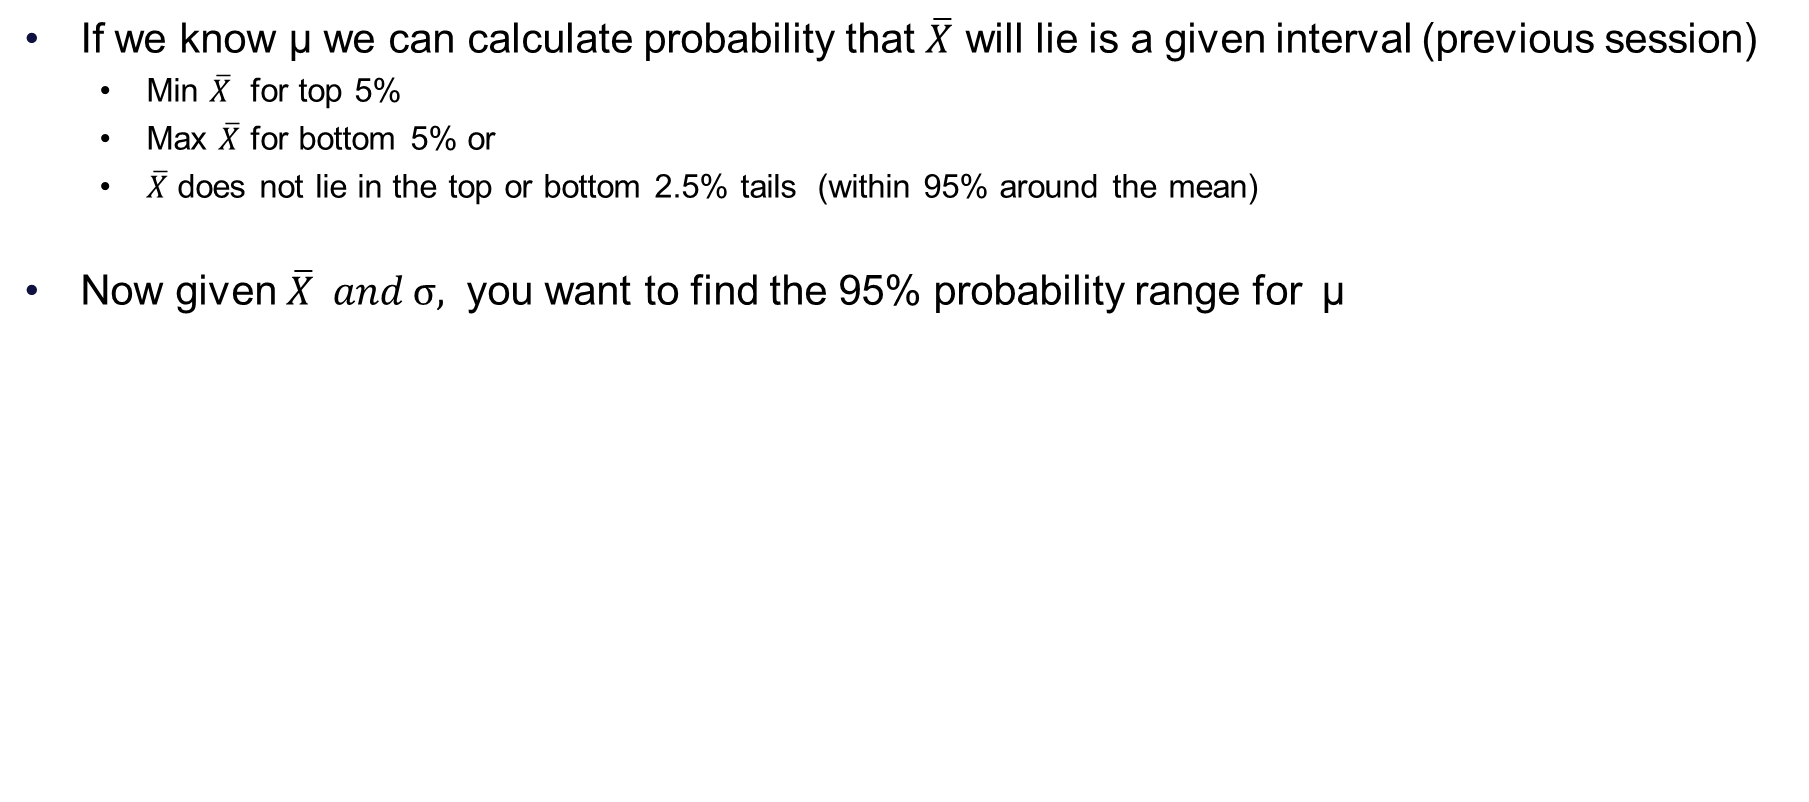 • If we know μ we can calculate probability that X̄ will lie is a given interval (previous session)
• Min X̄ for top 5%
• Max X̄ for bottom 5% or
• X̄ does not lie in the top or bottom 2.5% tails (within 95% around the mean)
• Now given X̄ and σ, you want to find the 95% probability range for μ